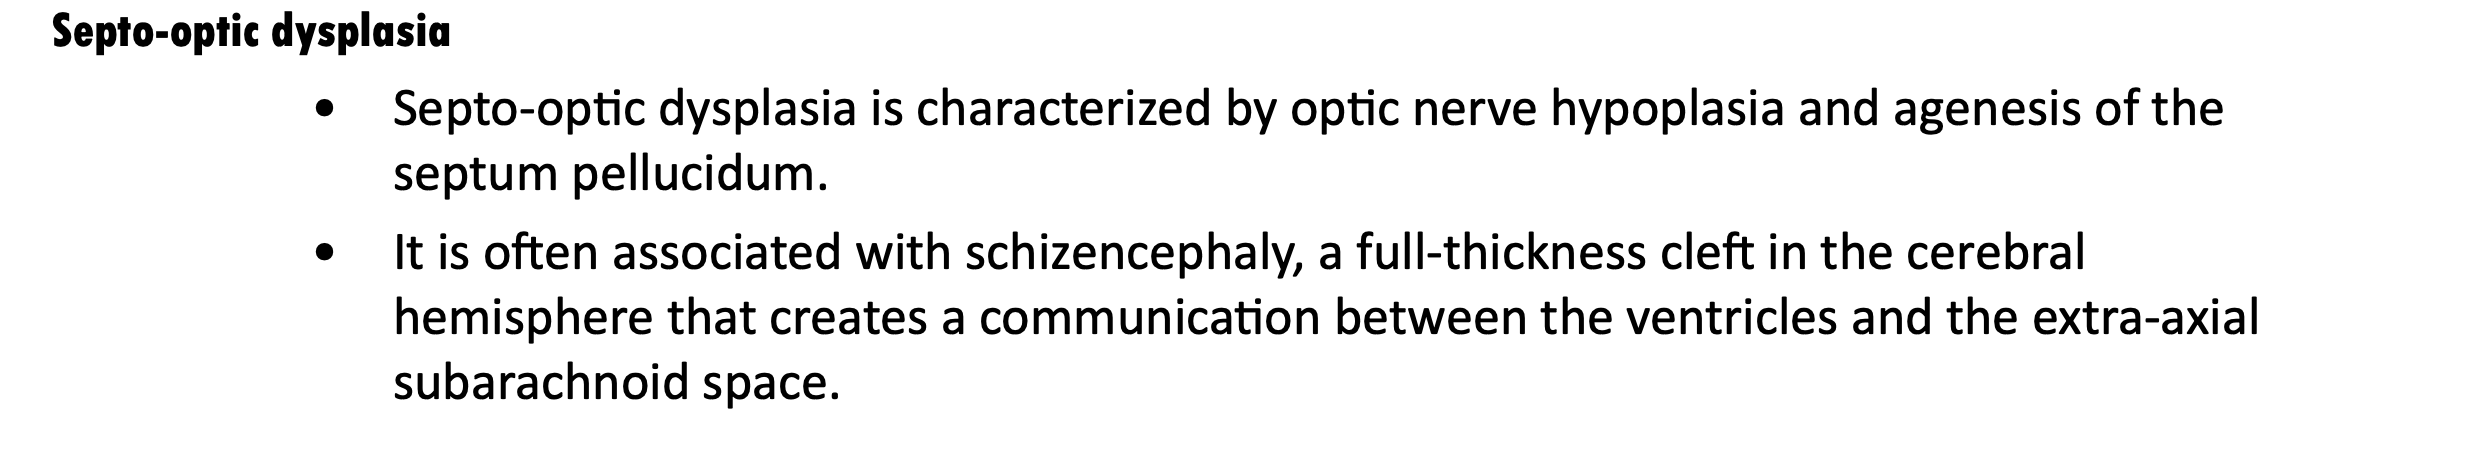 Septo-optic dysplasia
• Septo-optic dysplasia is characterized by optic nerve hypoplasia and agenesis of the
septum pellucidum.
• It is often associated with schizencephaly, a full-thickness cleft in the cerebral
hemisphere that creates a communication between the ventricles and the extra-axial
subarachnoid space.